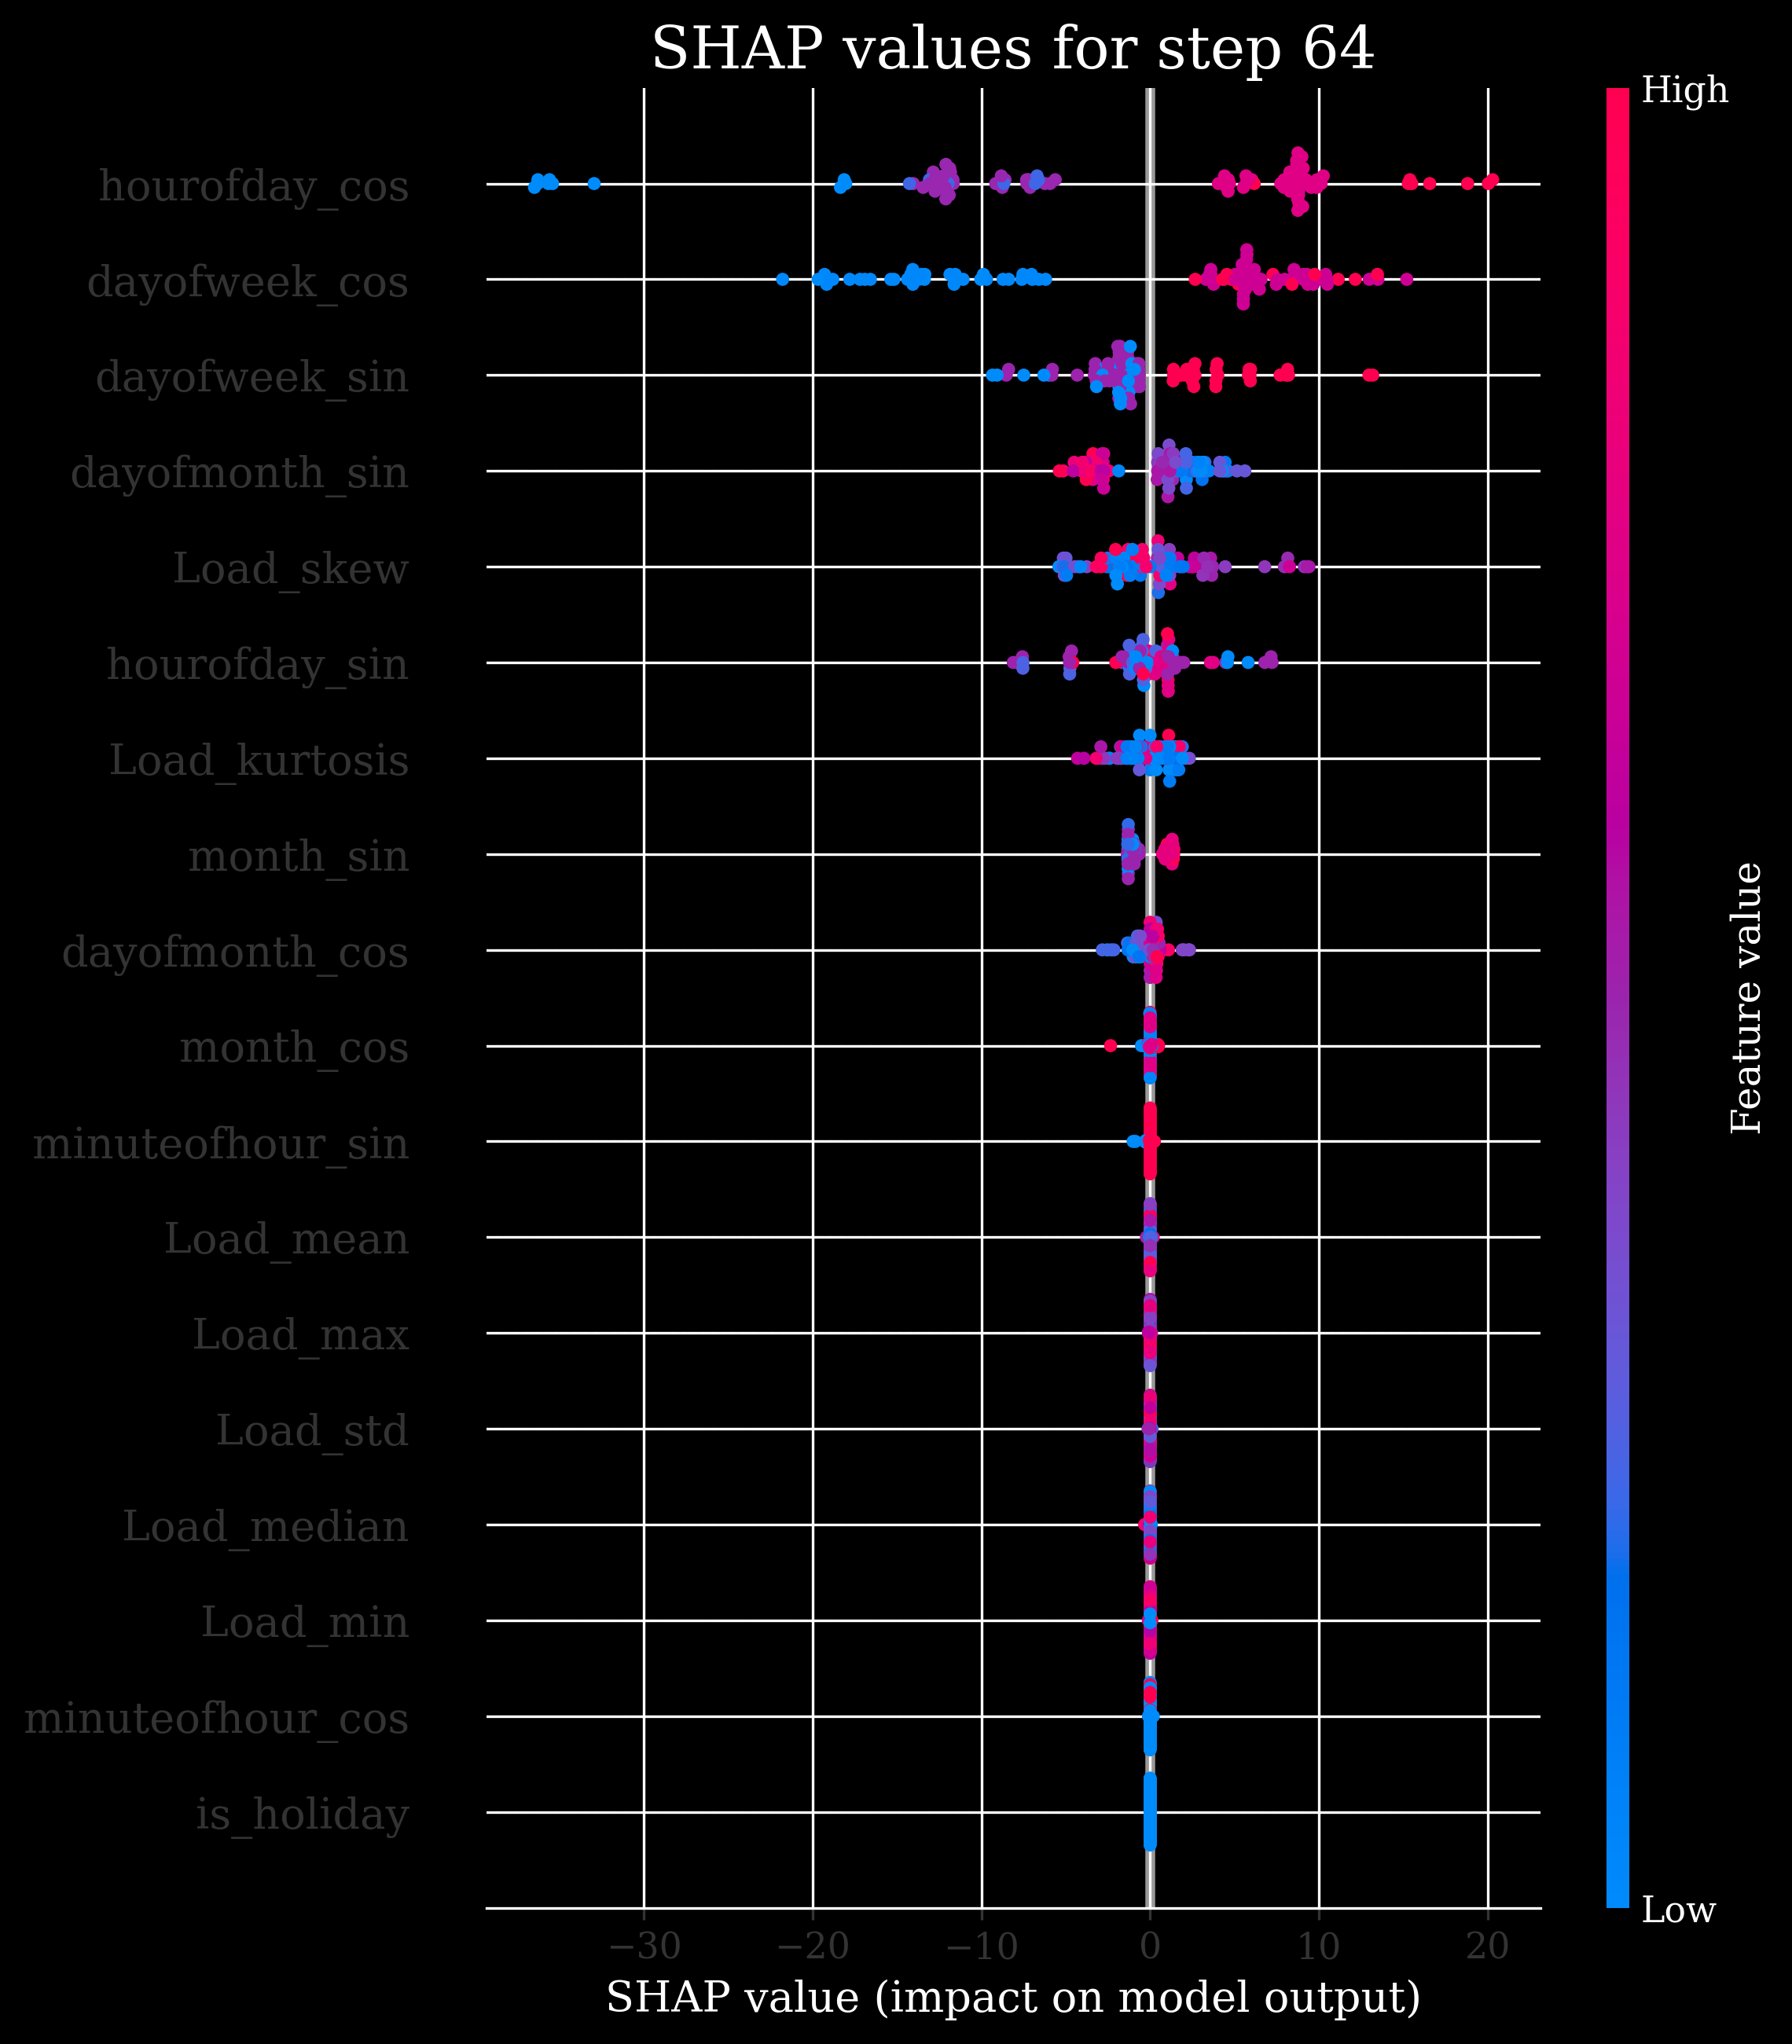 SHAP values for step 64
High
hourofday_cos
dayofweek_cos
dayofweek_sin
dayofmonth_sin
Load_skew
hourofday_sin
Load_kurtosis
month_sin
dayofmonth_cos
month_cos
minuteofhour_sin
Load_mean
Load_max
Load_std
Load_median
Load_min
minuteofhour_cos
is_holiday
Feature value
Low
−30 −20 −10 0 10 20
SHAP value (impact on model output)